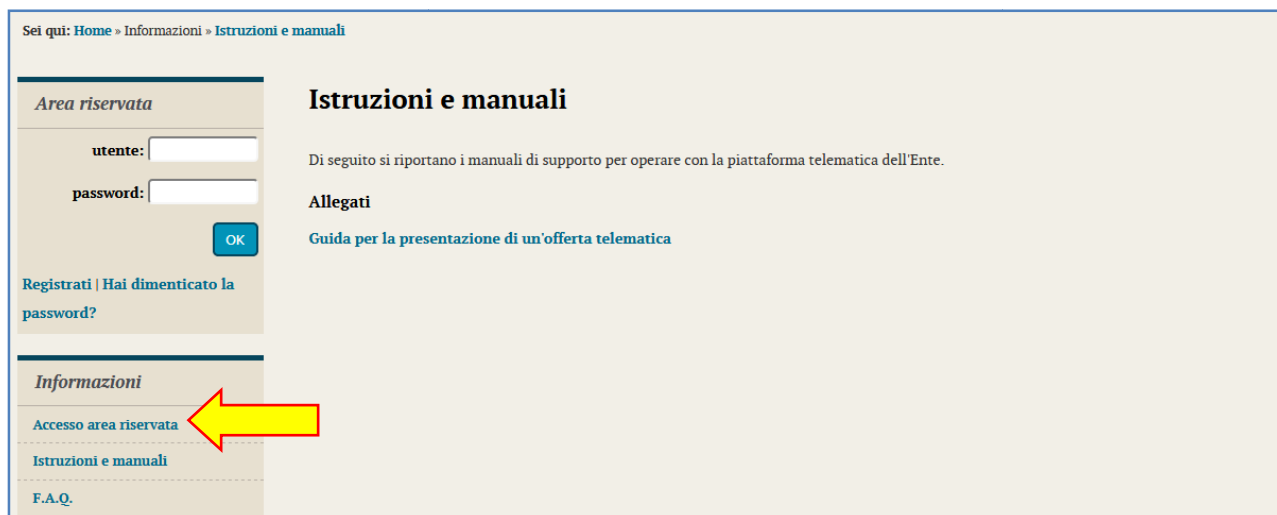 Sei qui: Home » Informazioni » Istruzioni e manuali
Area riservata
utente:
password:
OK
Registrati | Hai dimenticato la
password?
Informazioni
Accesso area riservata
Istruzioni e manuali
F.A.Q.
Istruzioni e manuali
Di seguito si riportano i manuali di supporto per operare con la piattaforma telematica dell'Ente.
Allegati
Guida per la presentazione di un'offerta telematica